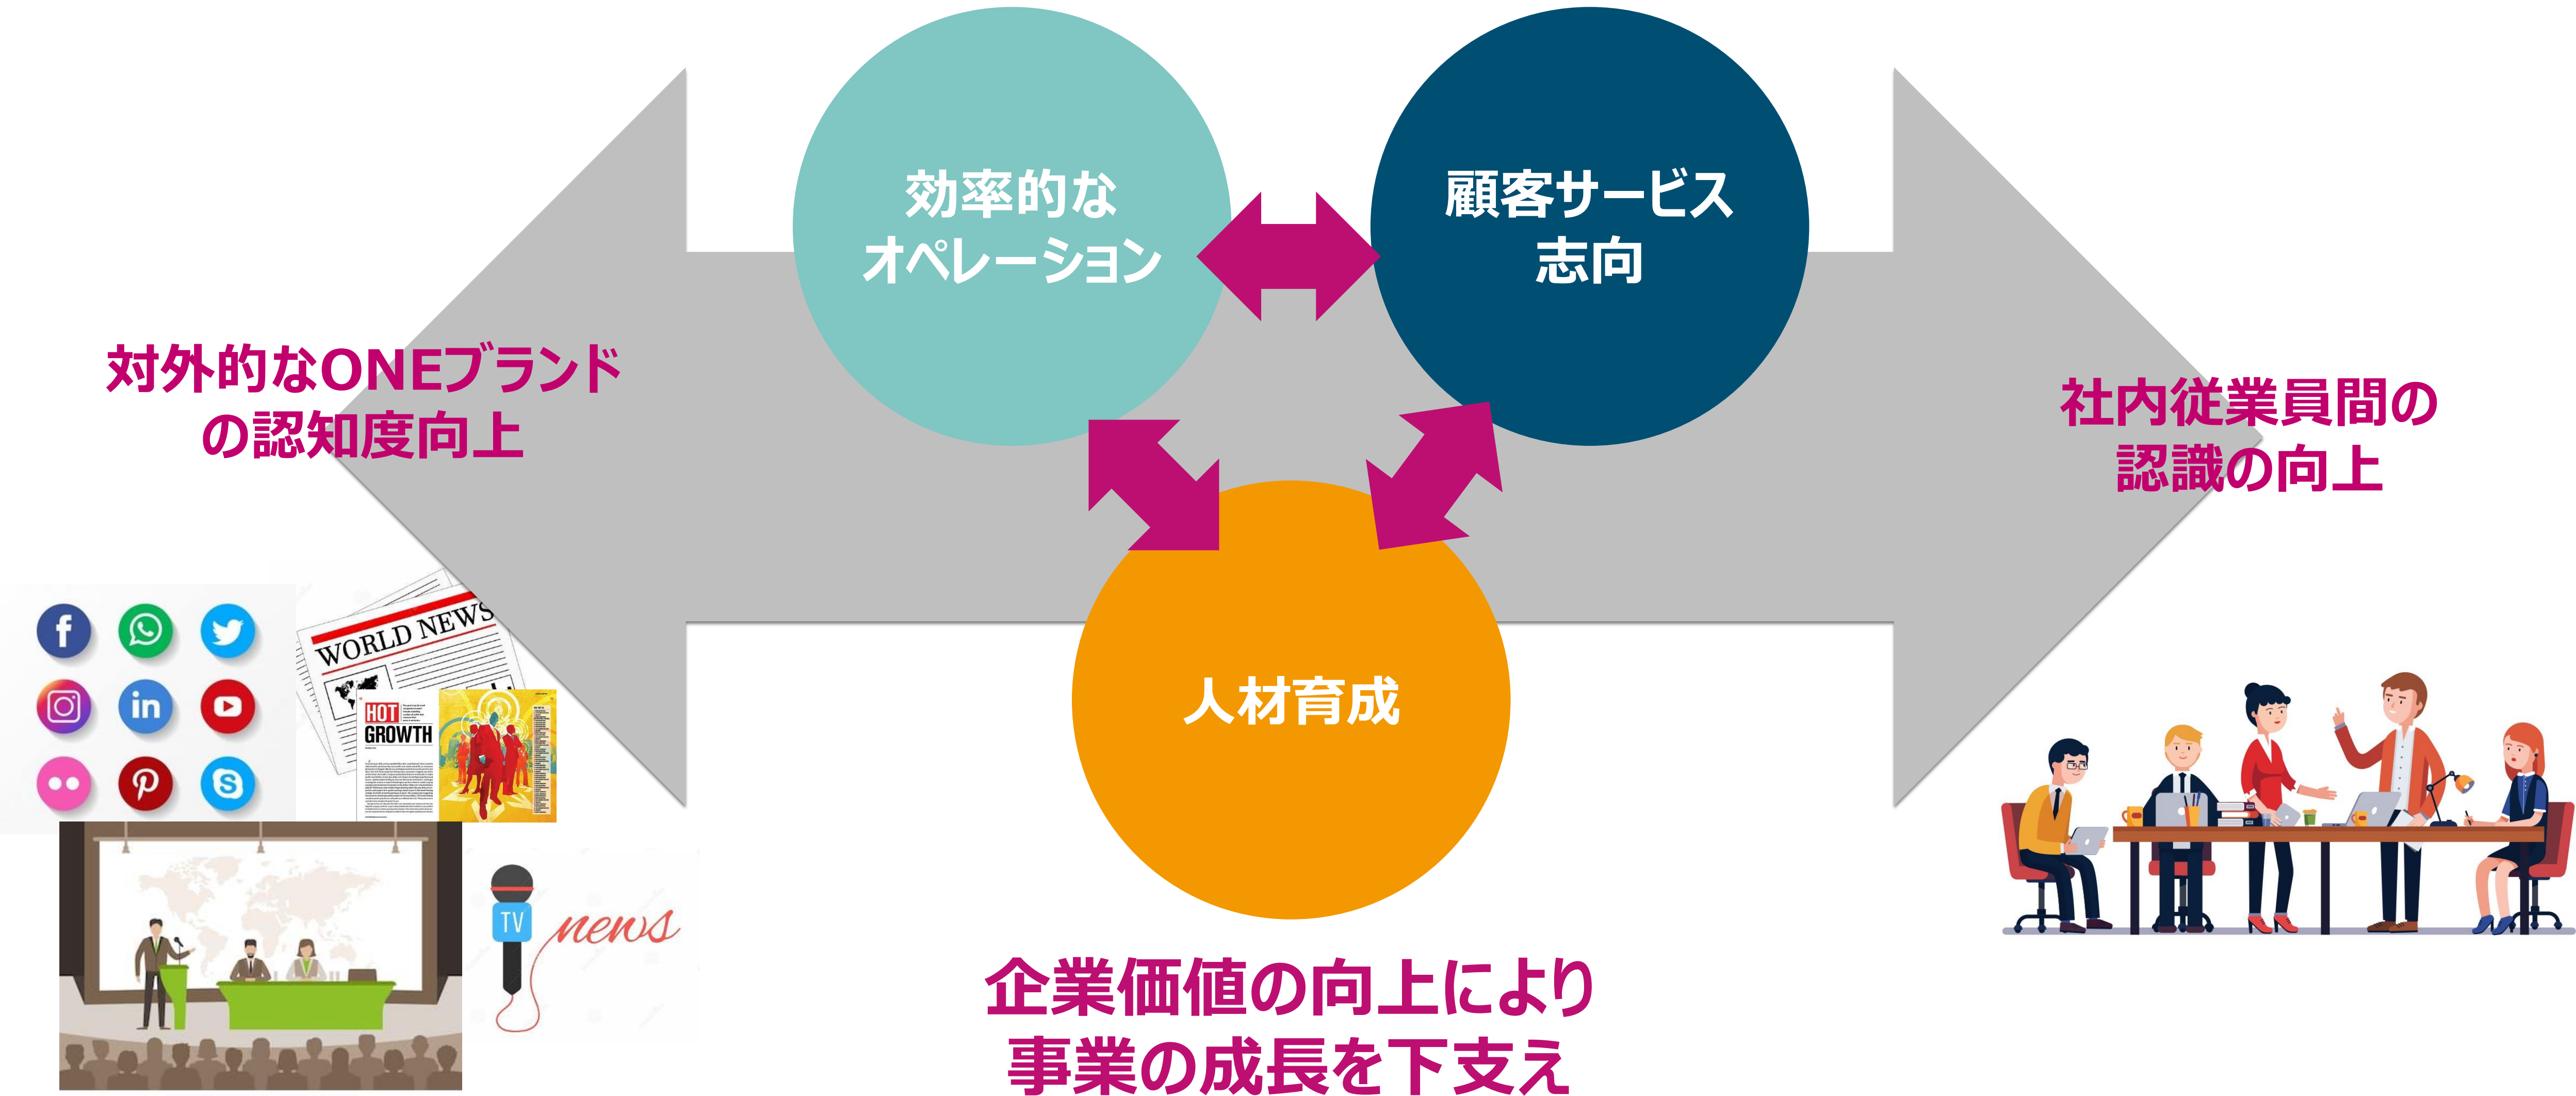 効率的な
オペレーション
顧客サービス
志向
対外的なONEブランド
の認知度向上
社内従業員間の
認識の向上
人材育成
WORLD NEWS
HOT
GROWTH
TV
news
企業価値の向上により
事業の成長を下支え